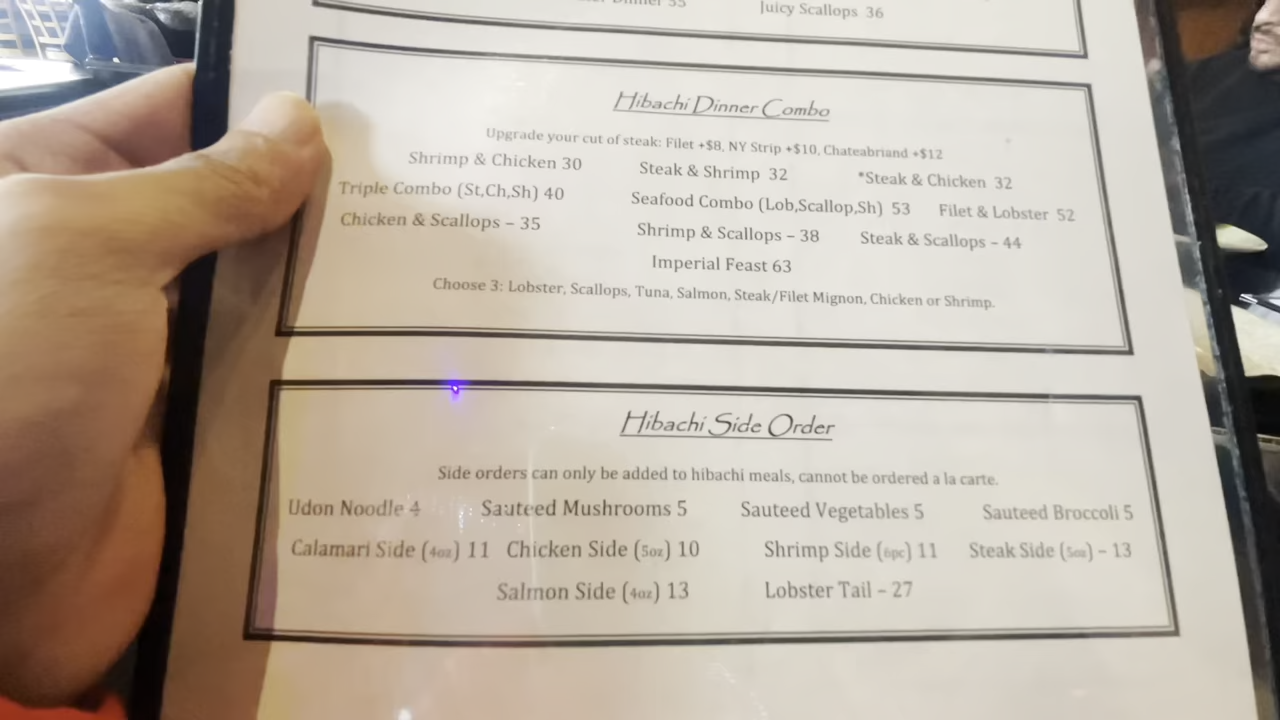 Dinner 35 Juicy Scallops 36
Hibachi Dinner Combo
Upgrade your cut of steak: Filet +$8, NY Strip +$10, Chateabriand +$12
Shrimp & Chicken 30 Steak & Shrimp 32 *Steak & Chicken 32
Triple Combo (St,Ch,Sh) 40 Seafood Combo (Lob,Scallop,Sh) 53 Filet & Lobster 52
Chicken & Scallops – 35 Shrimp & Scallops – 38 Steak & Scallops – 44
Imperial Feast 63
Choose 3: Lobster, Scallops, Tuna, Salmon, Steak/Filet Mignon, Chicken or Shrimp.
Hibachi Side Order
Side orders can only be added to hibachi meals, cannot be ordered a la carte.
Udon Noodle 4 Sauteed Mushrooms 5 Sauteed Vegetables 5 Sauteed Broccoli 5
Calamari Side (4oz) 11 Chicken Side (5oz) 10 Shrimp Side (6pc) 11 Steak Side (5oz) – 13
Salmon Side (4oz) 13 Lobster Tail – 27